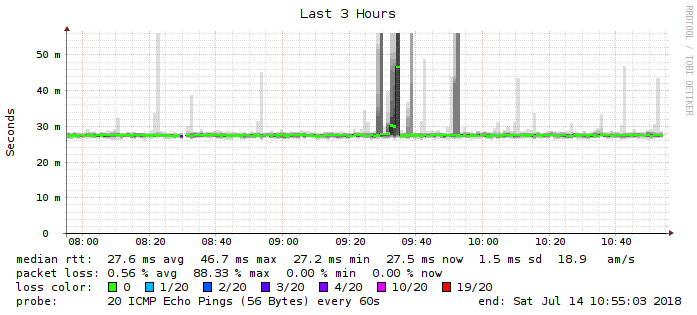 Last 3 Hours
RRDTOOL / TOBI OETIKER
Seconds
50 m
40 m
30 m
20 m
10 m
0
08:00 08:20 08:40 09:00 09:20 09:40 10:00 10:20 10:40
median rtt: 27.6 ms avg 46.7 ms max 27.2 ms min 27.5 ms now 1.5 ms sd 18.9 am/s
packet loss: 0.56 % avg 88.33 % max 0.00 % min 0.00 % now
loss color: 0 1/20 2/20 3/20 4/20 10/20 19/20
probe: 20 ICMP Echo Pings (56 Bytes) every 60s end: Sat Jul 14 10:55:03 2018